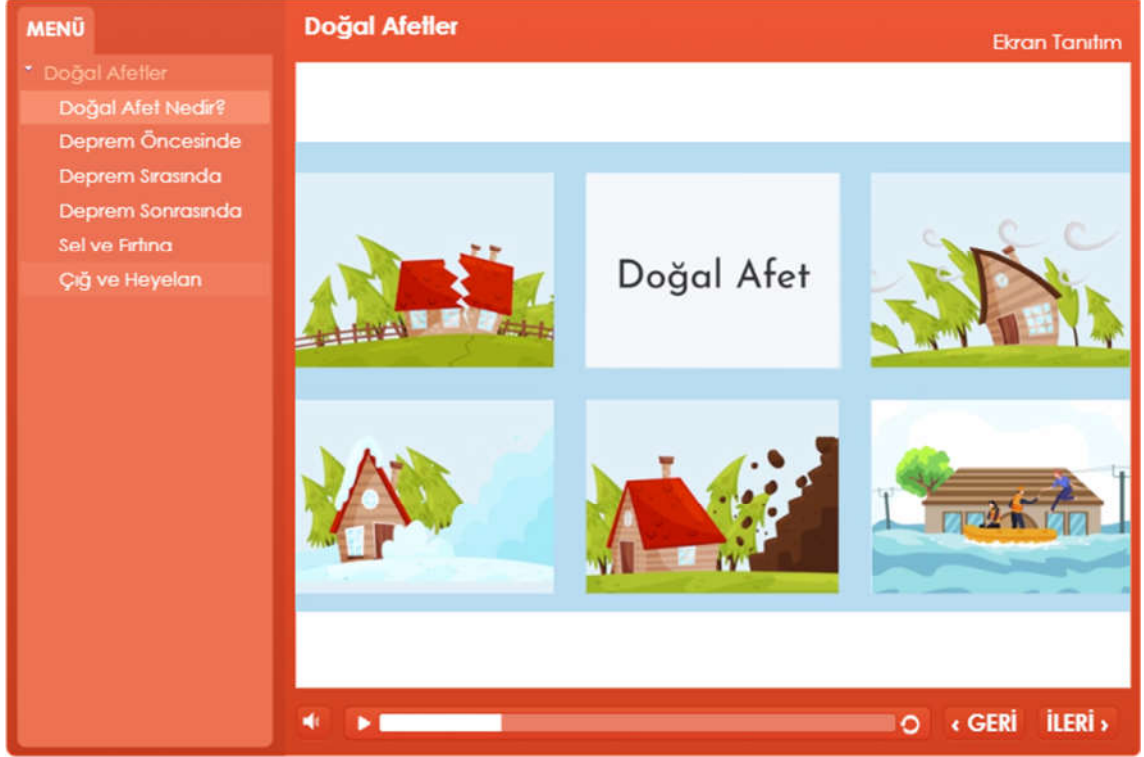 MENÜ
Doğal Afetler
Doğal Afet Nedir?
Deprem Öncesinde
Deprem Sırasında
Deprem Sonrasında
Sel ve Fırtına
Çığ ve Heyelan
Doğal Afetler
Ekran Tanıtım
Doğal Afet
‹ GERİ
İLERİ ›